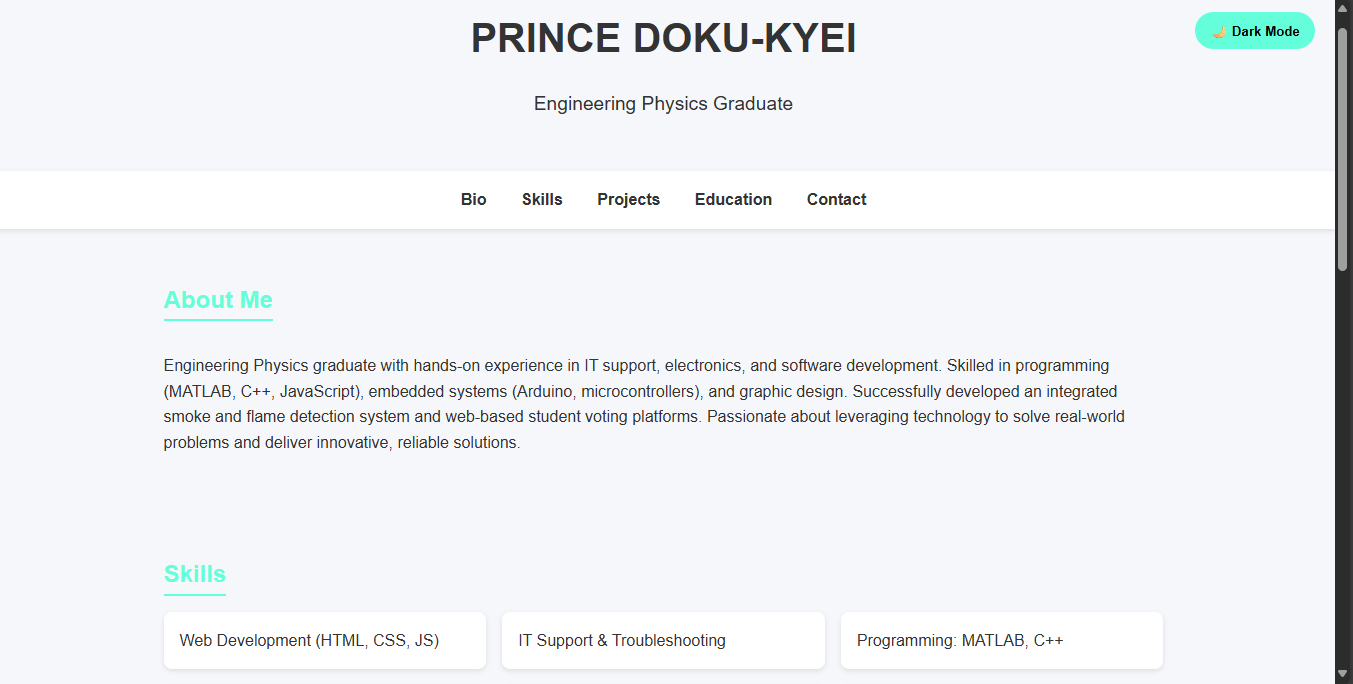 PRINCE DOKU-KYEI
🌙 Dark Mode
Engineering Physics Graduate
Bio Skills Projects Education Contact
About Me
Engineering Physics graduate with hands-on experience in IT support, electronics, and software development. Skilled in programming
(MATLAB, C++, JavaScript), embedded systems (Arduino, microcontrollers), and graphic design. Successfully developed an integrated
smoke and flame detection system and web-based student voting platforms. Passionate about leveraging technology to solve real-world
problems and deliver innovative, reliable solutions.
Skills
Web Development (HTML, CSS, JS)
IT Support & Troubleshooting
Programming: MATLAB, C++